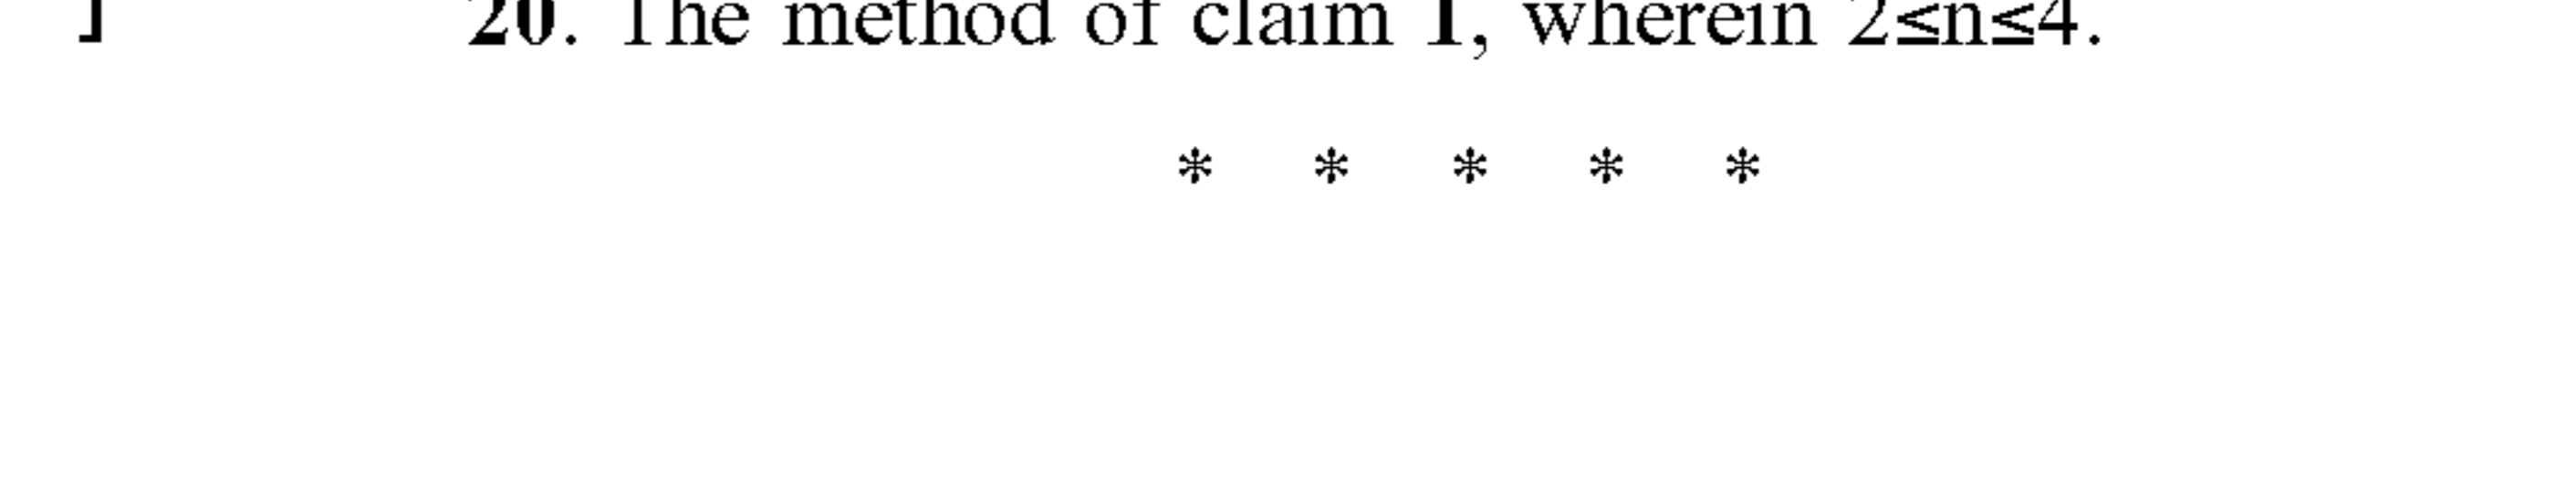 ]
20. The method of claim 1, wherein 2≤n≤4.
* * * * *